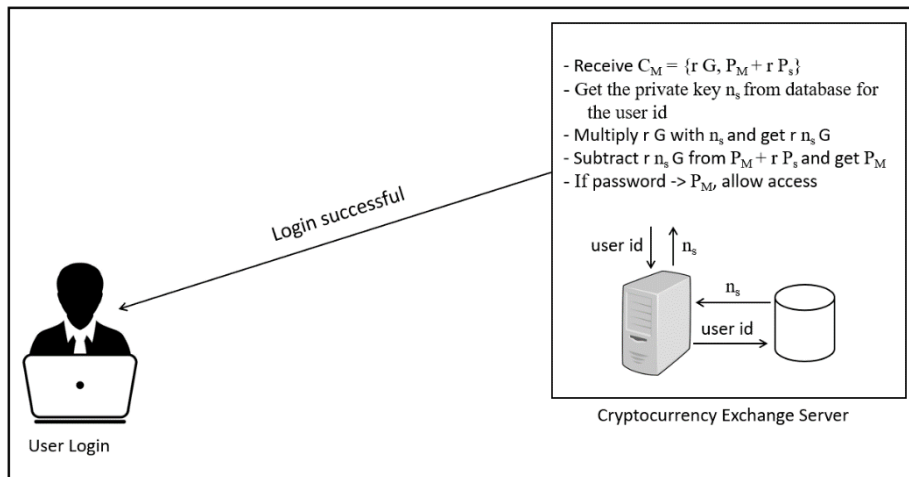 - Receive C_M = {r G, P_M + r P_s}
- Get the private key n_s from database for
the user id
- Multiply r G with n_s and get r n_s G
- Subtract r n_s G from P_M + r P_s and get P_M
- If password -> P_M, allow access
Login successful
user id
n_s
n_s
user id
Cryptocurrency Exchange Server
User Login